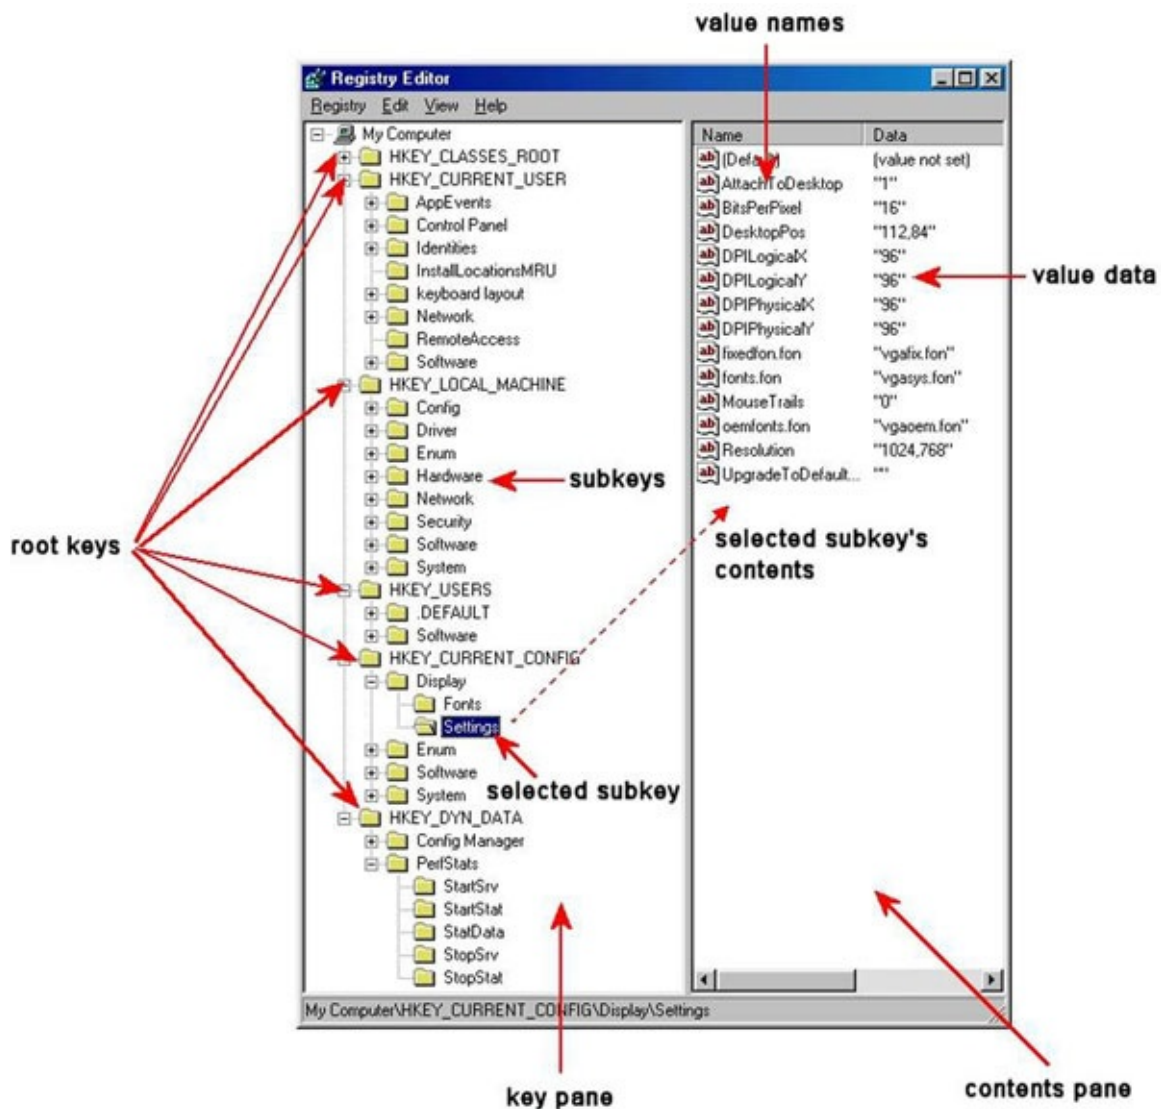 value names
Registry Editor
Registry Edit View Help
My Computer
HKEY_CLASSES_ROOT
HKEY_CURRENT_USER
AppEvents
Control Panel
Identities
InstallLocationsMRU
keyboard layout
Network
RemoteAccess
Software
HKEY_LOCAL_MACHINE
Config
Driver
Enum
Hardware
Network
Security
Software
System
HKEY_USERS
.DEFAULT
Software
HKEY_CURRENT_CONFIG
Display
Fonts
Settings
Enum
Software
System
HKEY_DYN_DATA
Config Manager
PerfStats
StartSrv
StartStat
StatData
StopSrv
StopStat
Name Data
(Default) (value not set)
AttachToDesktop "1"
BitsPerPixel "16"
DesktopPos "112,84"
DPILogicalX "96"
DPILogicalY "96"
DPIPhysicalX "96"
DPIPhysicalY "96"
fixedfon.fon "vgafix.fon"
fonts.fon "vgasys.fon"
MouseTrails "0"
oemfonts.fon "vgaoem.fon"
Resolution "1024,768"
UpgradeToDefault... ""
value data
subkeys
root keys
selected subkey's
contents
selected subkey
My Computer\HKEY_CURRENT_CONFIG\Display\Settings
key pane
contents pane